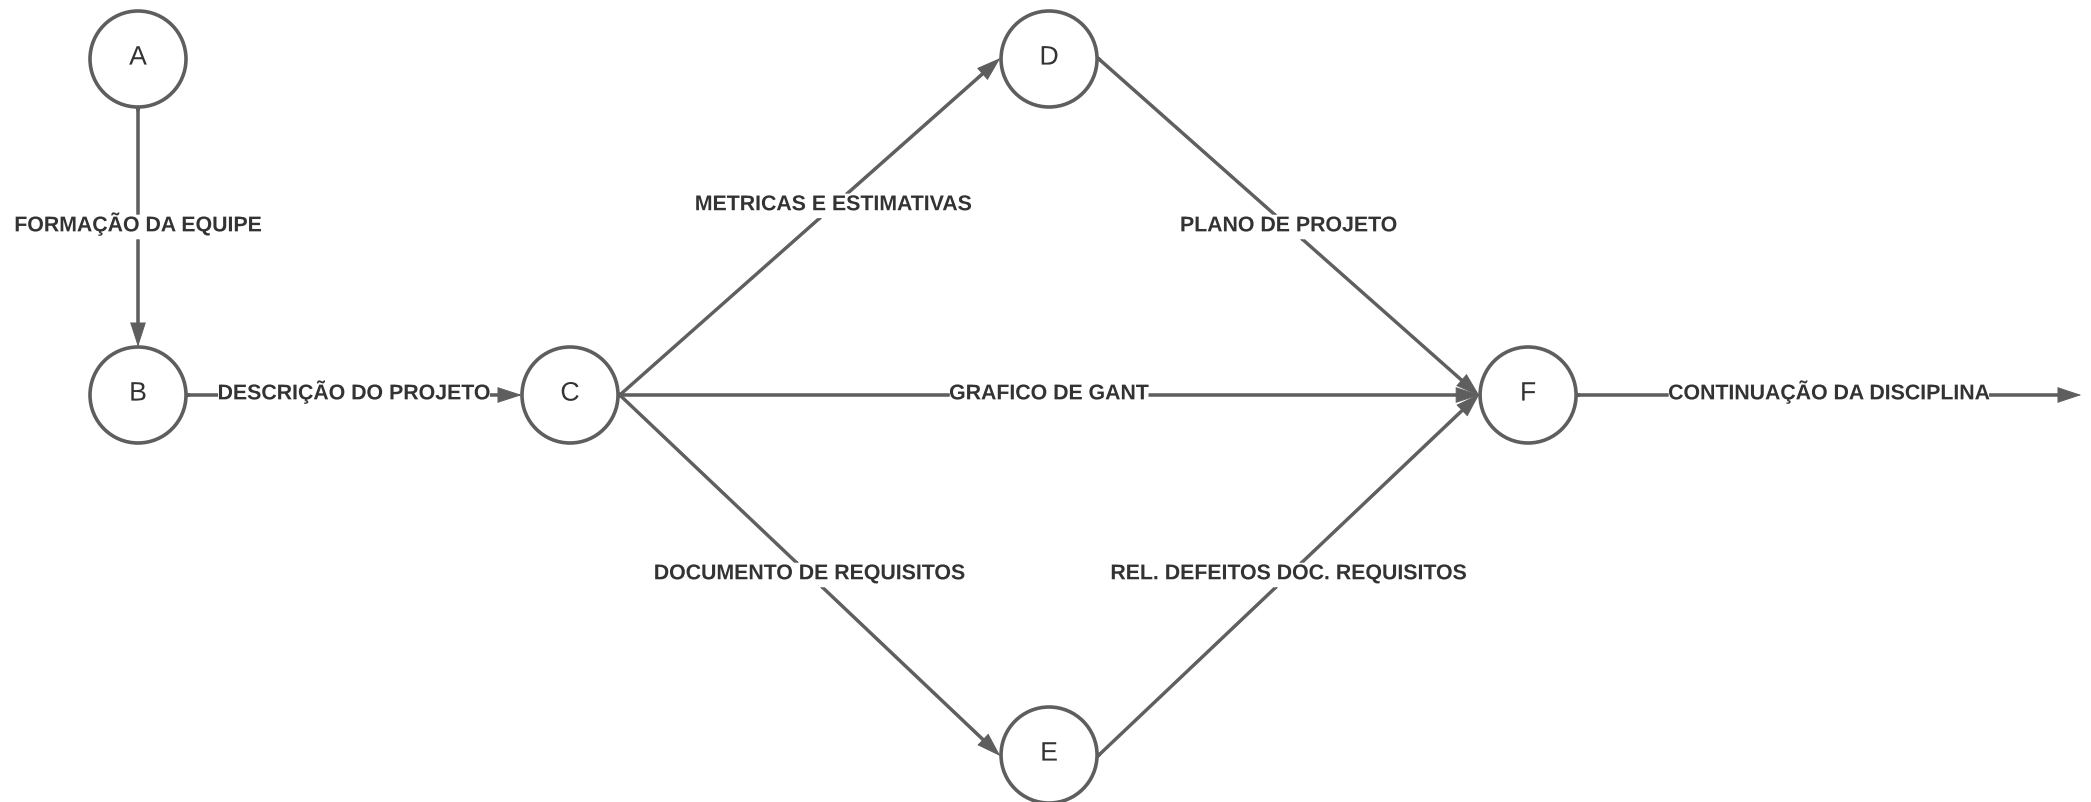 A
D
METRICAS E ESTIMATIVAS
FORMAÇÃO DA EQUIPE
PLANO DE PROJETO
B
DESCRIÇÃO DO PROJETO
C
GRAFICO DE GANT
F
CONTINUAÇÃO DA DISCIPLINA
DOCUMENTO DE REQUISITOS
REL. DEFEITOS DOC. REQUISITOS
E